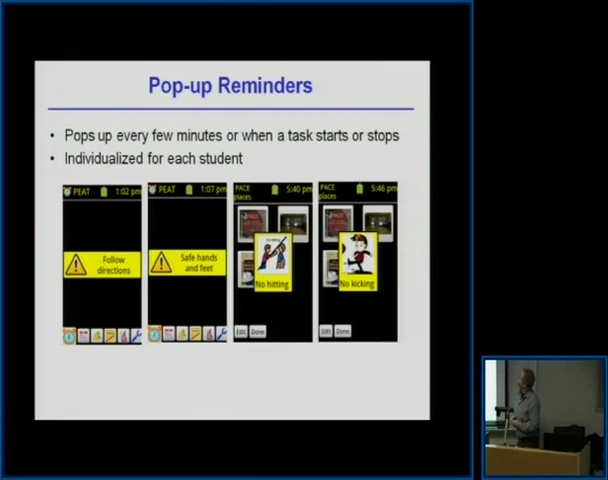 Pop-up Reminders
• Pops up every few minutes or when a task starts or stops
• Individualized for each student
PEAT 1:02 pm
Follow
directions
PEAT 1:07 pm
Safe hands
and feet
PACE
places
5:40 pm
No hitting
Edit Done
PACE
places
5:46 pm
No kicking
Edit Done